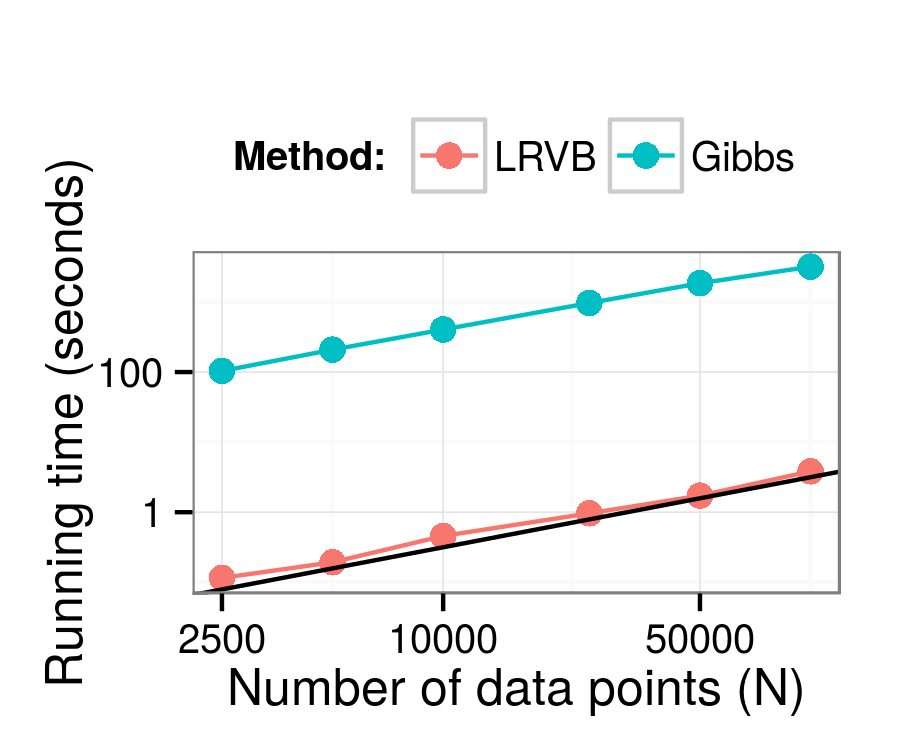 Method: LRVB Gibbs
Running time (seconds)
100
1
2500 10000 50000
Number of data points (N)